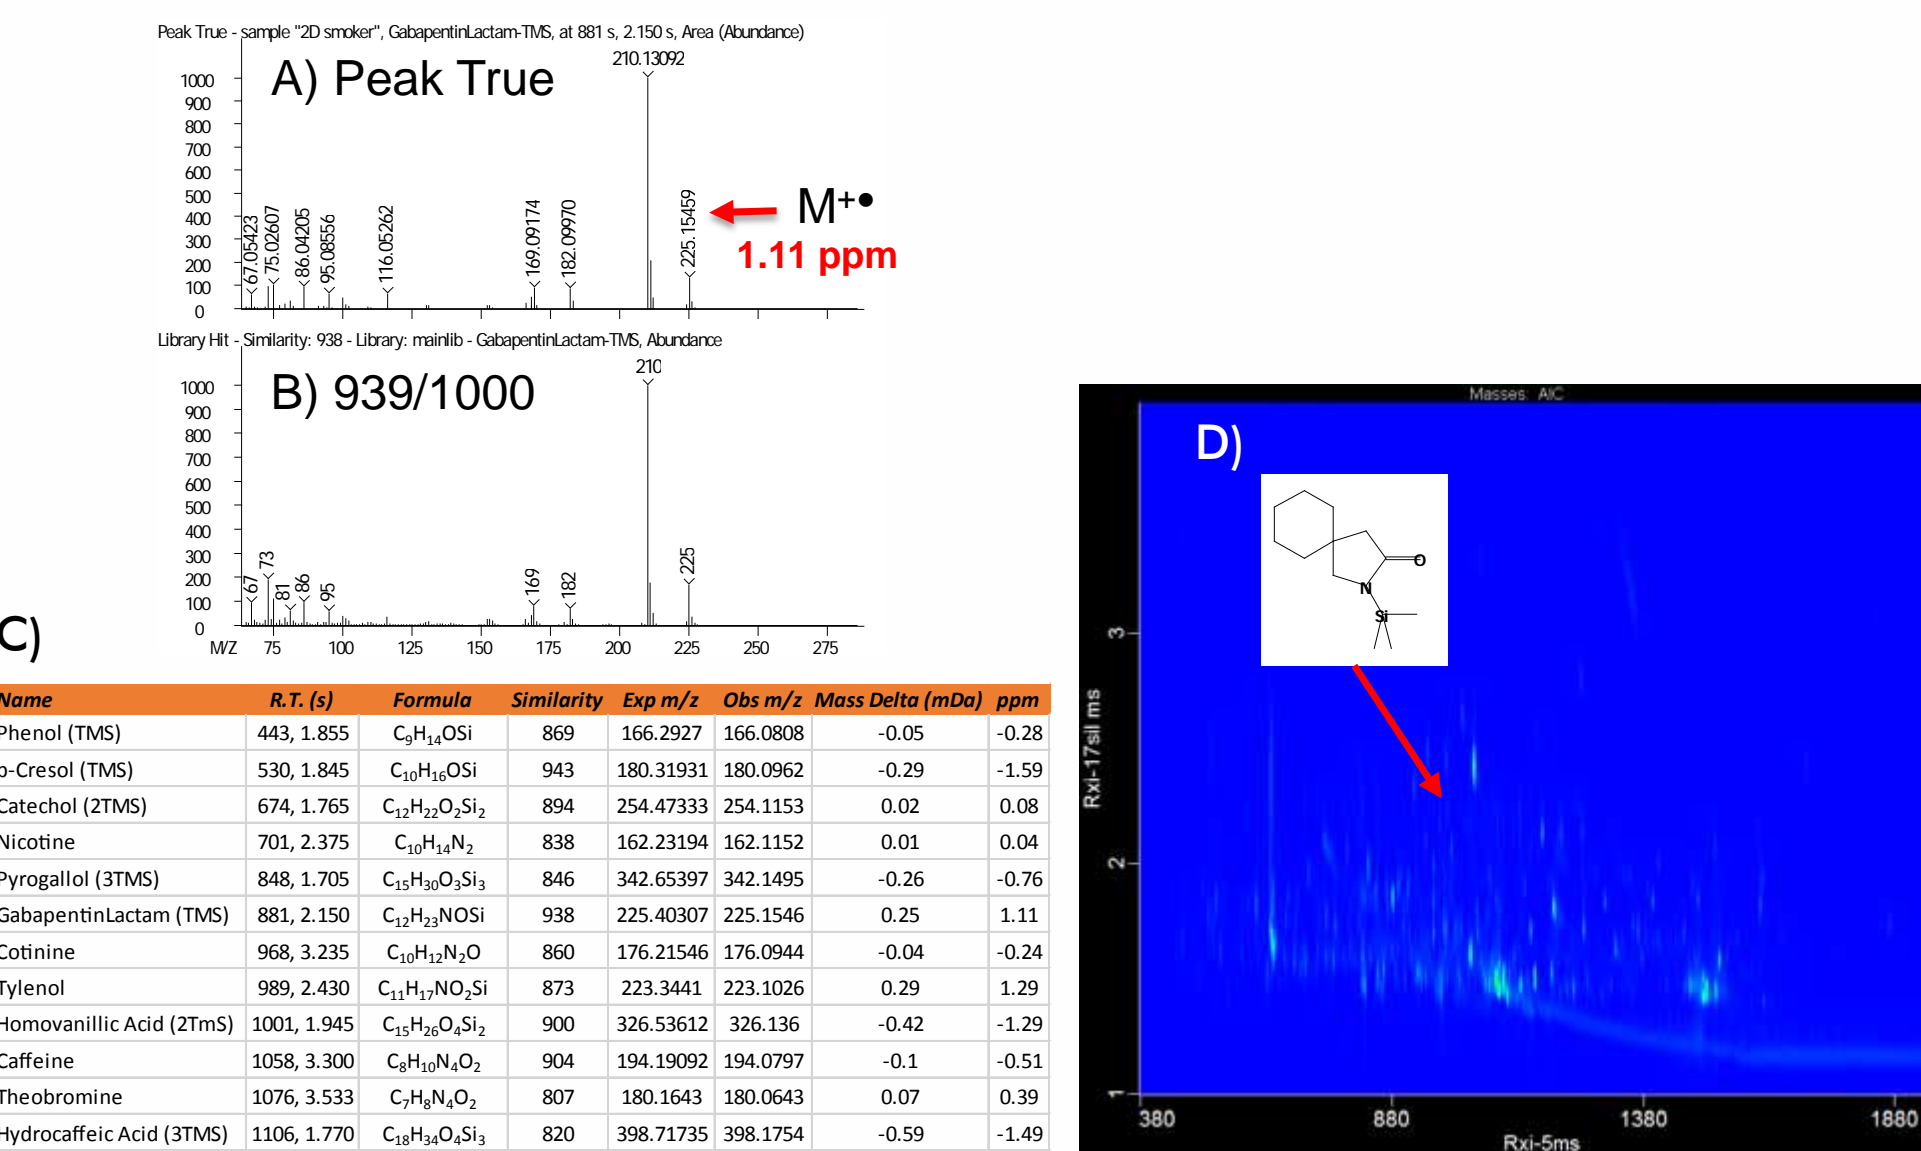 Peak True - sample "2D smoker", GabapentinLactam-TMS, at 881 s, 2.150 s, Area (Abundance)
A) Peak True
210.13092
1000
900
800
700
600
500
400
300
200
100
0
67.05423
75.02607
86.04205
95.08556
116.05262
169.09174
182.09970
225.15459
M+•
1.11 ppm
Library Hit - Similarity: 938 - Library: mainlib - GabapentinLactam-TMS, Abundance
B) 939/1000
210
1000
900
800
700
600
500
400
300
200
100
0
67
73
81
86
95
169
182
225
M/Z 75 100 125 150 175 200 225 250 275
C)
Name R.T. (s) Formula Similarity Exp m/z Obs m/z Mass Delta (mDa) ppm
Phenol (TMS) 443, 1.855 C₉H₁₄OSi 869 166.2927 166.0808 -0.05 -0.28
p-Cresol (TMS) 530, 1.845 C₁₀H₁₆OSi 943 180.31931 180.0962 -0.29 -1.59
Catechol (2TMS) 674, 1.765 C₁₂H₂₂O₂Si₂ 894 254.47333 254.1153 0.02 0.08
Nicotine 701, 2.375 C₁₀H₁₄N₂ 838 162.23194 162.1152 0.01 0.04
Pyrogallol (3TMS) 848, 1.705 C₁₅H₃₀O₃Si₃ 846 342.65397 342.1495 -0.26 -0.76
GabapentinLactam (TMS) 881, 2.150 C₁₂H₂₃NOSi 938 225.40307 225.1546 0.25 1.11
Cotinine 968, 3.235 C₁₀H₁₂N₂O 860 176.21546 176.0944 -0.04 -0.24
Tylenol 989, 2.430 C₁₁H₁₇NO₂Si 873 223.3441 223.1026 0.29 1.29
Homovanillic Acid (2TmS) 1001, 1.945 C₁₅H₂₆O₄Si₂ 900 326.53612 326.136 -0.42 -1.29
Caffeine 1058, 3.300 C₈H₁₀N₄O₂ 904 194.19092 194.0797 -0.1 -0.51
Theobromine 1076, 3.533 C₇H₈N₄O₂ 807 180.1643 180.0643 0.07 0.39
Hydrocaffeic Acid (3TMS) 1106, 1.770 C₁₈H₃₄O₄Si₃ 820 398.71735 398.1754 -0.59 -1.49
Masses: AIC
D)
O
N
Si
Rxi-17sil ms
3
2
1
380 880 1380 1880
Rxi-5ms